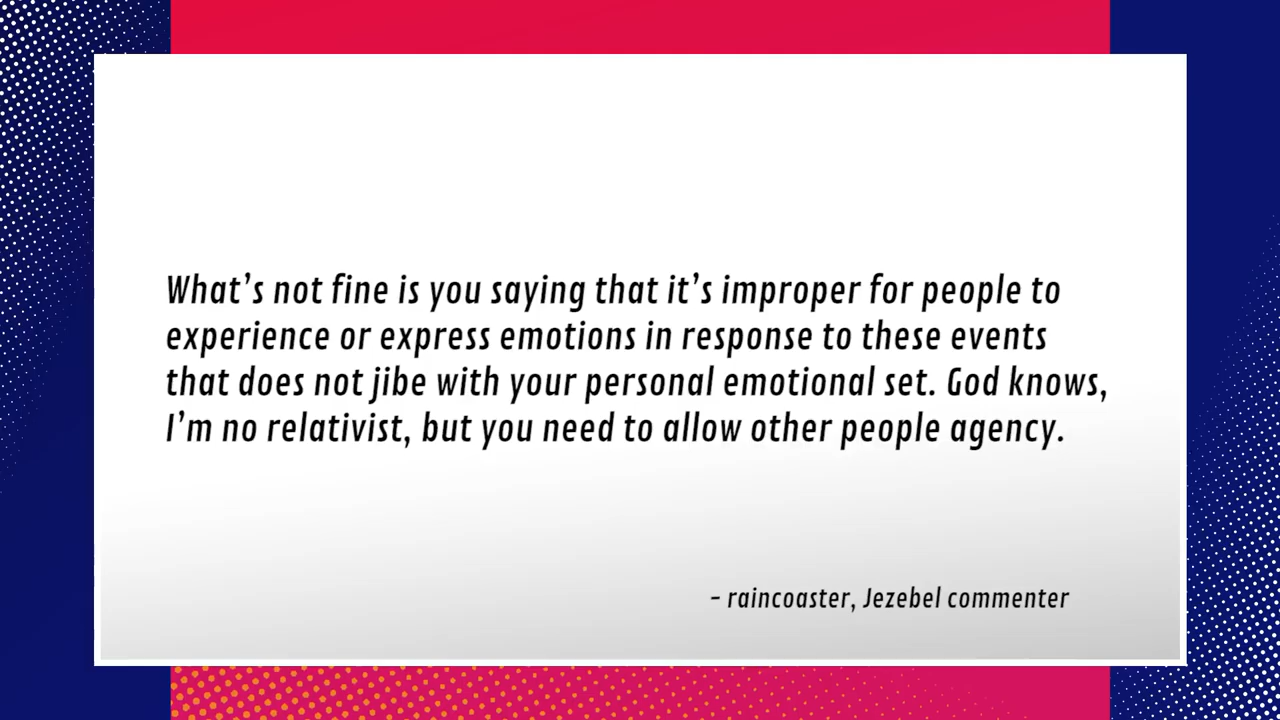 What’s not fine is you saying that it’s improper for people to
experience or express emotions in response to these events
that does not jibe with your personal emotional set. God knows,
I’m no relativist, but you need to allow other people agency.
- raincoaster, Jezebel commenter